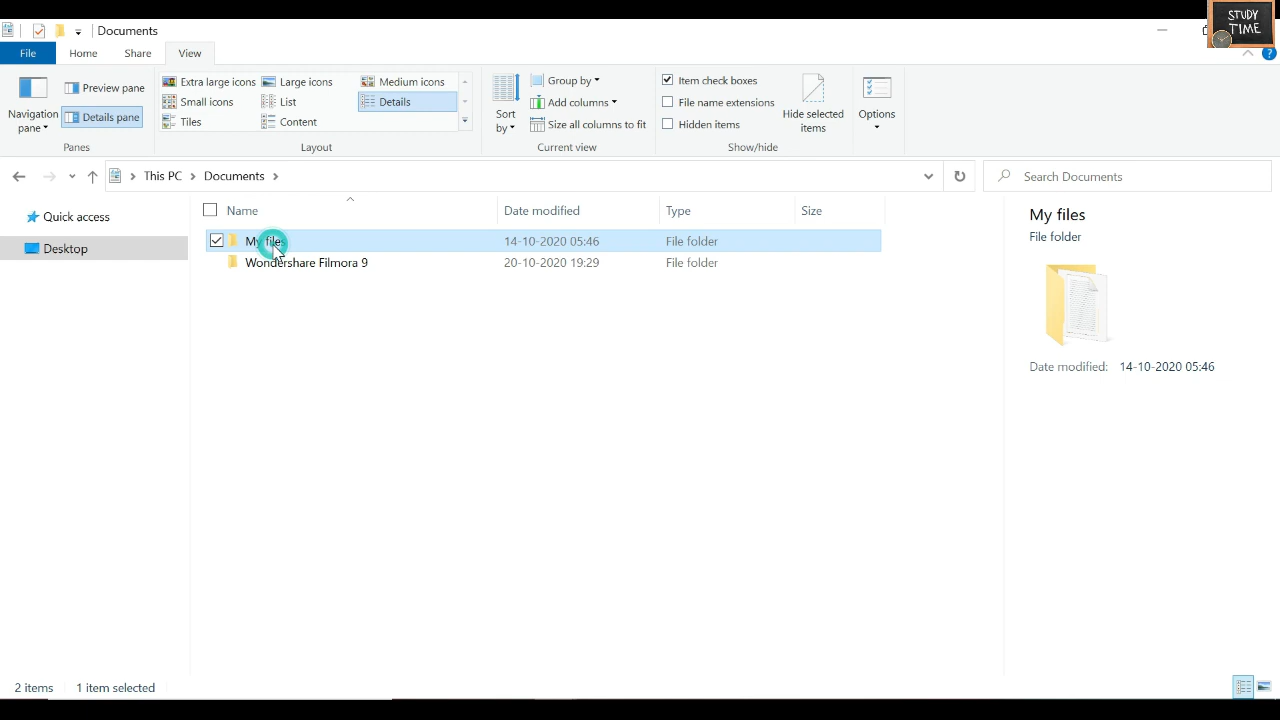 Documents
STUDY
TIME
File Home Share View
Navigation
pane
Preview pane
Details pane
Panes
Extra large icons Large icons Medium icons
Small icons List Details
Tiles Content
Layout
Sort
by
Group by
Add columns
Size all columns to fit
Current view
Item check boxes
File name extensions
Hidden items
Hide selected
items
Show/hide
Options
This PC > Documents >
Search Documents
Quick access
Desktop
Name Date modified Type Size
My files 14-10-2020 05:46 File folder
Wondershare Filmora 9 20-10-2020 19:29 File folder
My files
File folder
Date modified: 14-10-2020 05:46
2 items 1 item selected